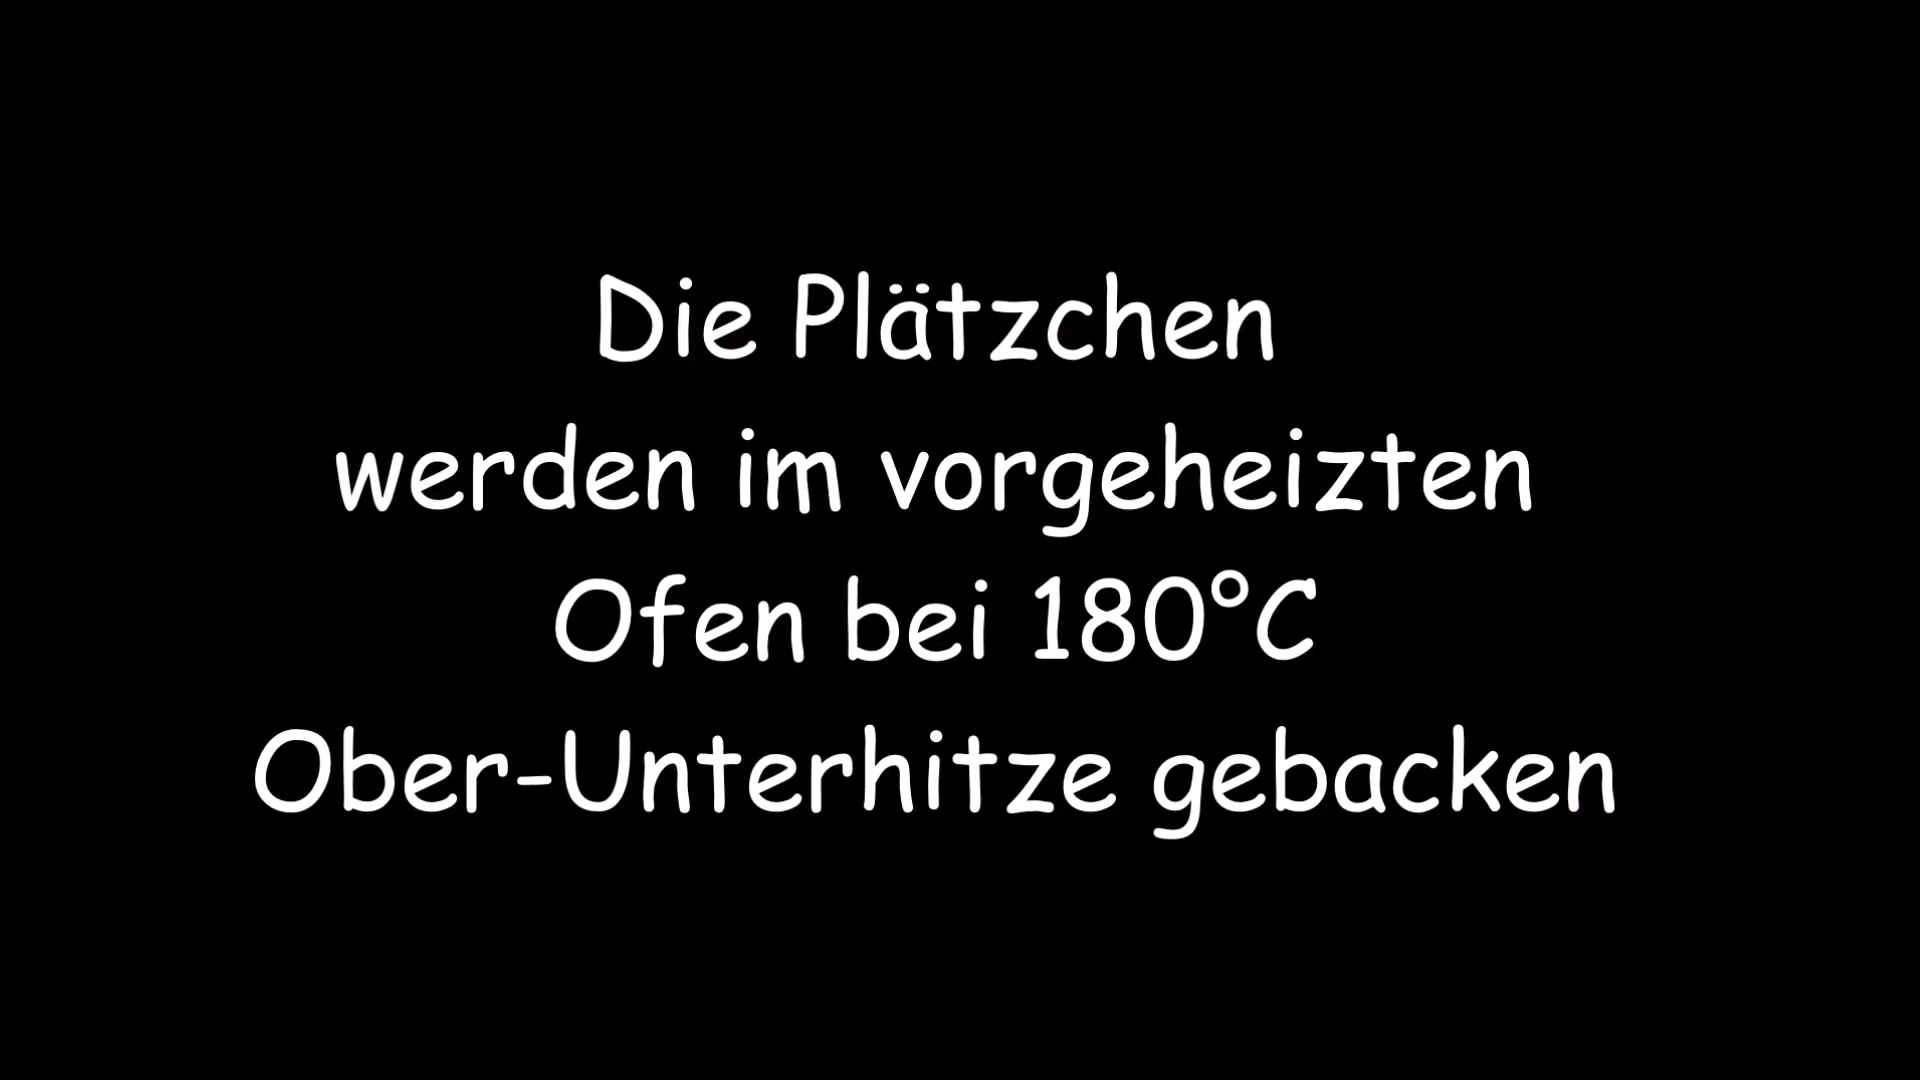 Die Plätzchen
werden im vorgeheizten
Ofen bei 180°C
Ober-Unterhitze gebacken